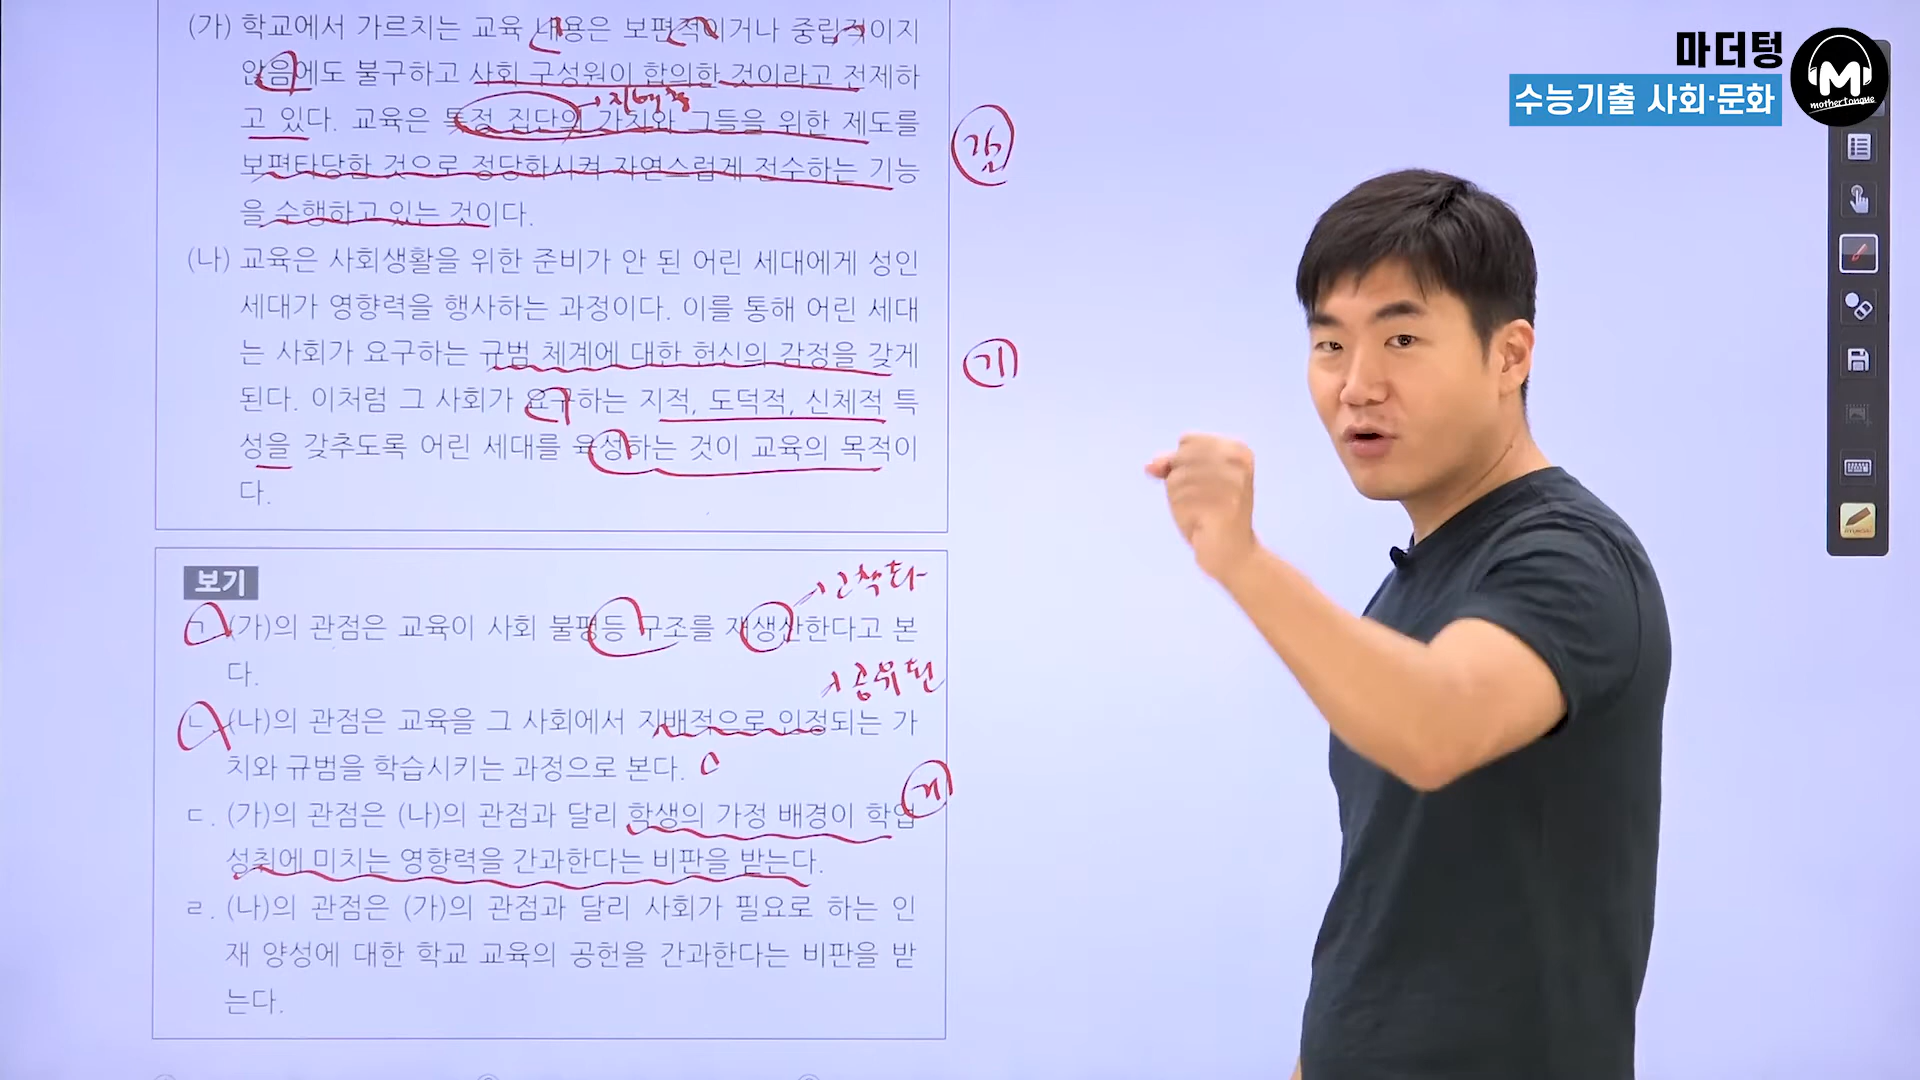 (가) 학교에서 가르치는 교육 내용은 보편적이거나 중립적이지
않음에도 불구하고 사회 구성원이 합의한 것이라고 전제하
고 있다. 교육은 특정 집단의 가치와 그들을 위한 제도를
보편타당함 것으로 정당화시켜 자연스럽게 전수하는 기능
을 수행하고 있는 것이다.
지배층
갈
(나) 교육은 사회생활을 위한 준비가 안 된 어린 세대에게 성인
세대가 영향력을 행사하는 과정이다. 이를 통해 어린 세대
는 사회가 요구하는 규범 체계에 대한 헌신의 감정을 갖게
된다. 이처럼 그 사회가 요구하는 지적, 도덕적, 신체적 특
성을 갖추도록 어린 세대를 육성하는 것이 교육의 목적이
다.
기
보기
고착화
ㄱ. (가)의 관점은 교육이 사회 불평등 구조를 재생산한다고 본
다.
공유된
ㄴ. (나)의 관점은 교육을 그 사회에서 지배적으로 인정되는 가
치와 규범을 학습시키는 과정으로 본다.
ㄷ. (가)의 관점은 (나)의 관점과 달리 학생의 가정 배경이 학업
성취에 미치는 영향력을 간과한다는 비판을 받는다.
ㄹ. (나)의 관점은 (가)의 관점과 달리 사회가 필요로 하는 인
재 양성에 대한 학교 교육의 공헌을 간과한다는 비판을 받
는다.
마더텅
수능기출 사회·문화
M
mothertongue